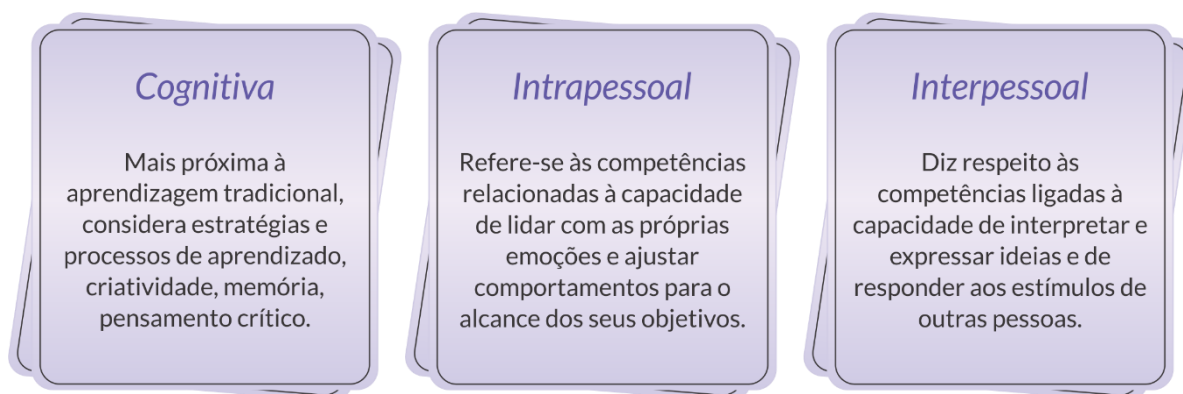 Cognitiva
Mais próxima à
aprendizagem tradicional,
considera estratégias e
processos de aprendizado,
criatividade, memória,
pensamento crítico.
Intrapessoal
Refere-se às competências
relacionadas à capacidade
de lidar com as próprias
emoções e ajustar
comportamentos para o
alcance dos seus objetivos.
Interpessoal
Diz respeito às
competências ligadas à
capacidade de interpretar e
expressar ideias e de
responder aos estímulos de
outras pessoas.